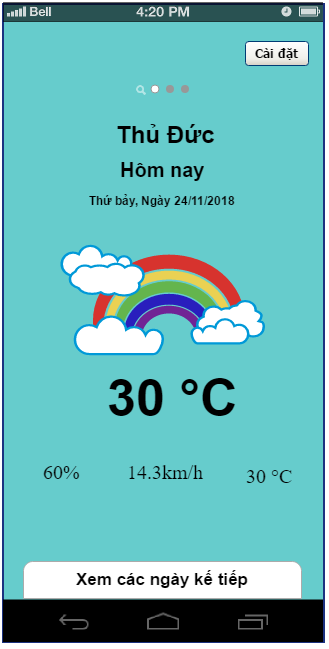 Bell 4:20 PM
Cài đặt
Thủ Đức
Hôm nay
Thứ bảy, Ngày 24/11/2018
30 °C
60% 14.3km/h 30 °C
Xem các ngày kế tiếp